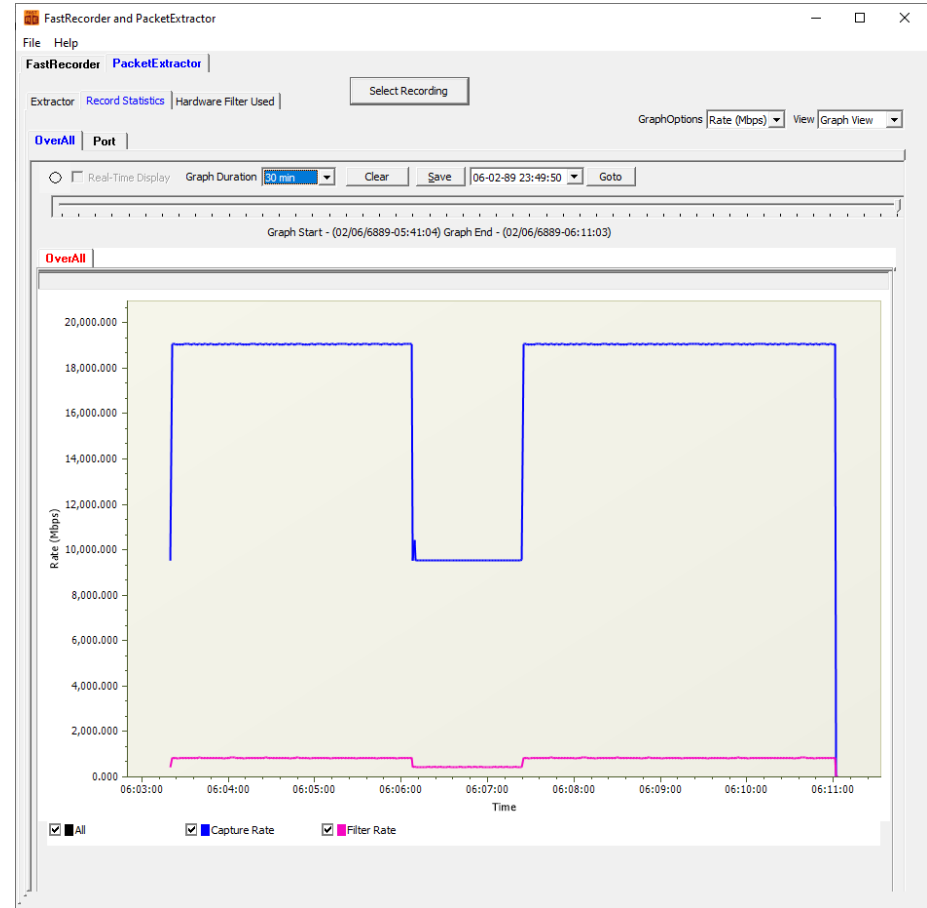 FastRecorder and PacketExtractor
File Help
FastRecorder PacketExtractor
Select Recording
Extractor Record Statistics Hardware Filter Used
GraphOptions Rate (Mbps) View Graph View
OverAll Port
Real-Time Display Graph Duration 30 min Clear Save 06-02-89 23:49:50 Goto
Graph Start - (02/06/6889-05:41:04) Graph End - (02/06/6889-06:11:03)
OverAll
20,000.000
18,000.000
16,000.000
14,000.000
12,000.000
10,000.000
8,000.000
6,000.000
4,000.000
2,000.000
0.000
Rate (Mbps)
06:03:00 06:04:00 06:05:00 06:06:00 06:07:00 06:08:00 06:09:00 06:10:00 06:11:00
Time
All Capture Rate Filter Rate